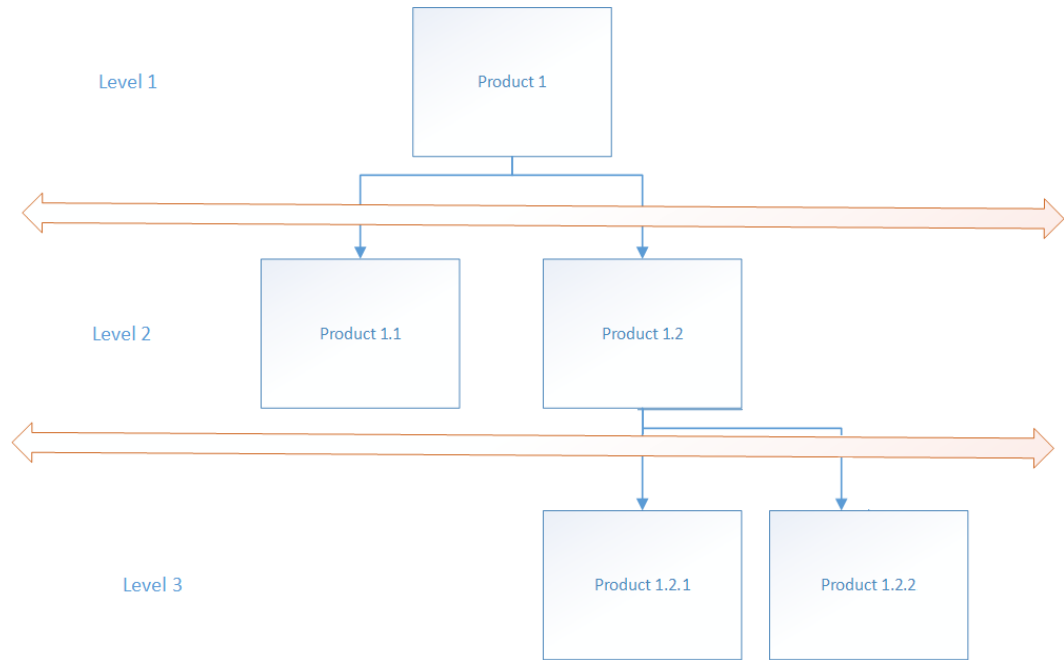 Level 1
Product 1
Level 2
Product 1.1
Product 1.2
Level 3
Product 1.2.1
Product 1.2.2